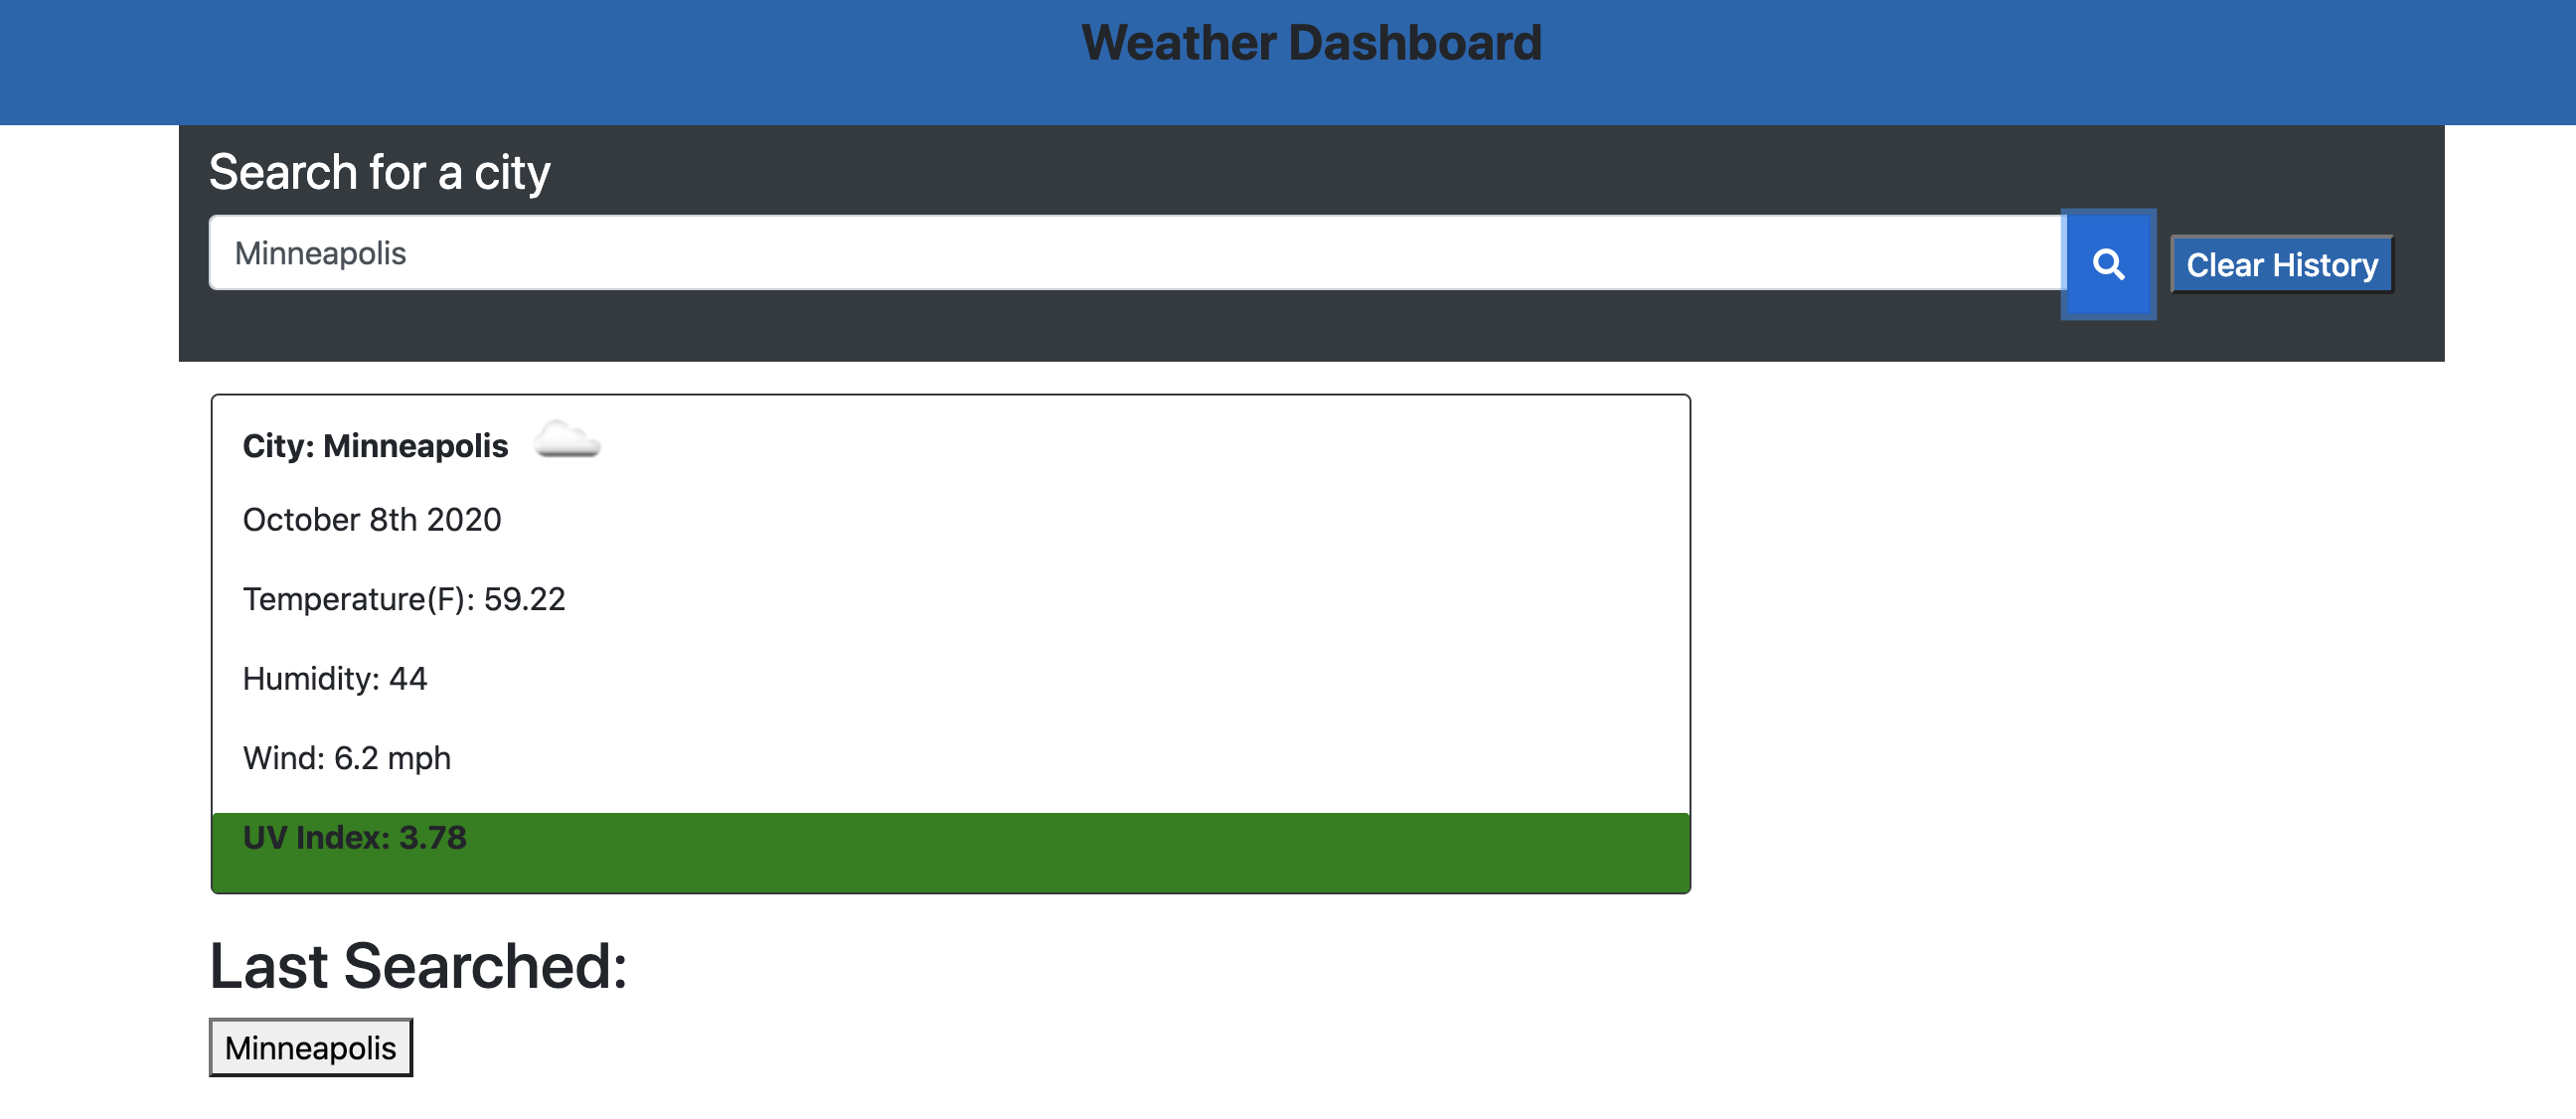 Weather Dashboard
Search for a city
Minneapolis
Clear History
City: Minneapolis
October 8th 2020
Temperature(F): 59.22
Humidity: 44
Wind: 6.2 mph
UV Index: 3.78
Last Searched:
Minneapolis